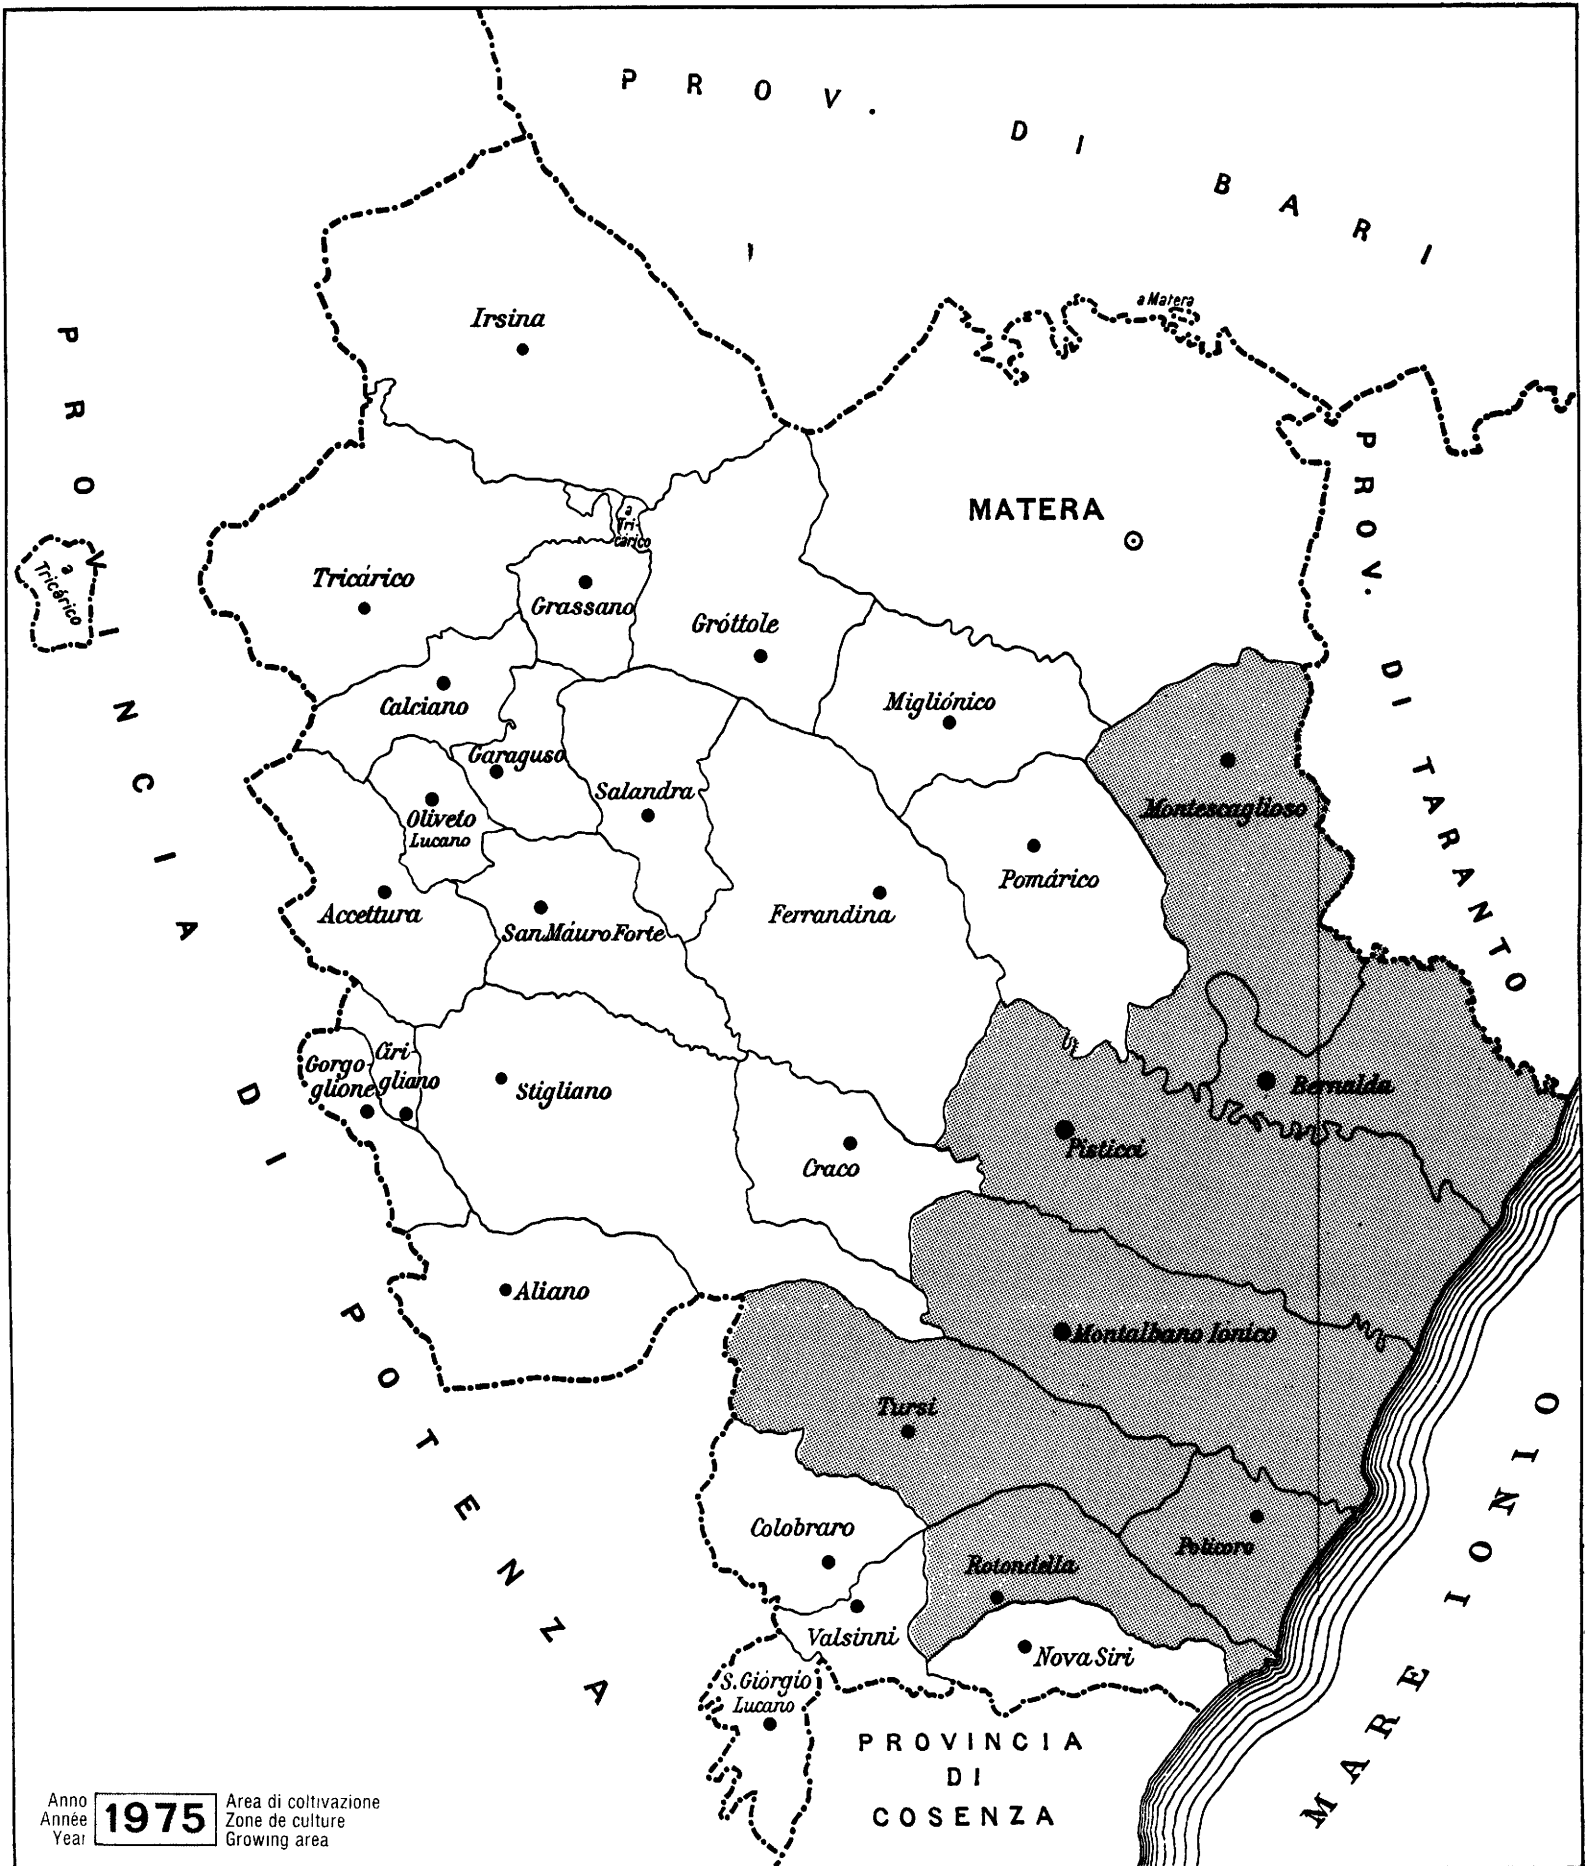 PROV. DI BARI
a Matera
Irsina
PROVINCIA DI POTENZA
MATERA
PROV. DI TARANTO
a
Tri-
cárico
a
Tricárico
Tricárico
Grassano
Gróttole
Calciano
Migliónico
Garaguso
Salandra
Montescaglioso
Oliveto
Lucano
Pomárico
Accettura
San Máuro Forte
Ferrandina
Gorgo-
glione
Ciri-
gliano
Stigliano
Bernalda
Pisticci
Craco
Aliano
Montalbano Iónico
Tursi
MARE IONIO
Colobraro
Policoro
Rotondella
Valsinni
Nova Siri
S. Giórgio
Lucano
PROVINCIA
DI
COSENZA
Anno
Année
Year
1975
Area di coltivazione
Zone de culture
Growing area